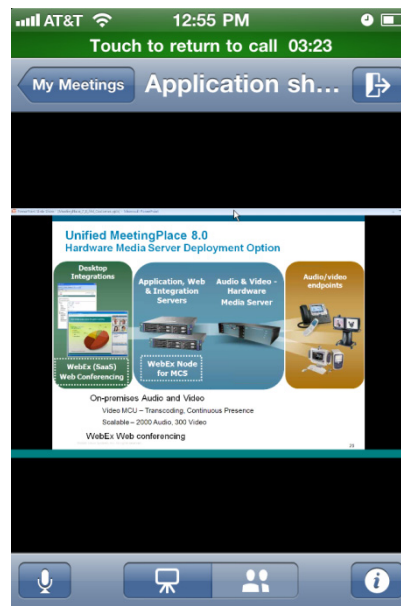 AT&T 12:55 PM
Touch to return to call 03:23
My Meetings
Application sh...
Unified MeetingPlace 8.0
Hardware Media Server Deployment Option
Desktop
Integrations
WebEx (SaaS)
Web Conferencing
Application, Web
& Integration
Servers
WebEx Node
for MCS
Audio & Video -
Hardware
Media Server
Audio/video
endpoints
On-premises Audio and Video
Video MCU – Transcoding, Continuous Presence
Scalable – 2000 Audio, 300 Video
WebEx Web conferencing